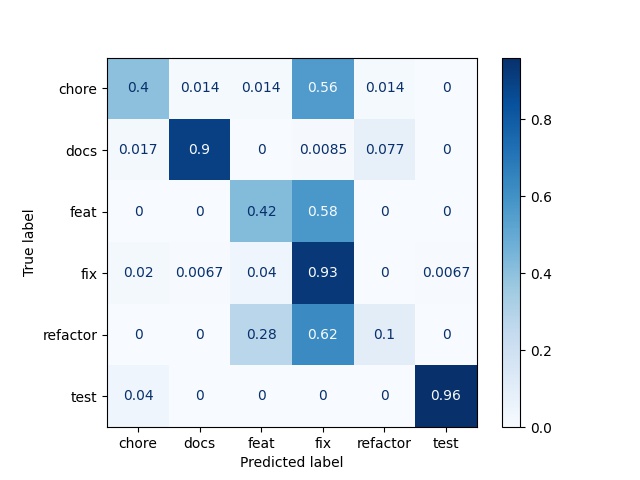 chore 0.4 0.014 0.014 0.56 0.014 0
docs 0.017 0.9 0 0.0085 0.077 0
feat 0 0 0.42 0.58 0 0
fix 0.02 0.0067 0.04 0.93 0 0.0067
refactor 0 0 0.28 0.62 0.1 0
test 0.04 0 0 0 0 0.96
chore docs feat fix refactor test
Predicted label
True label
0.8
0.6
0.4
0.2
0.0